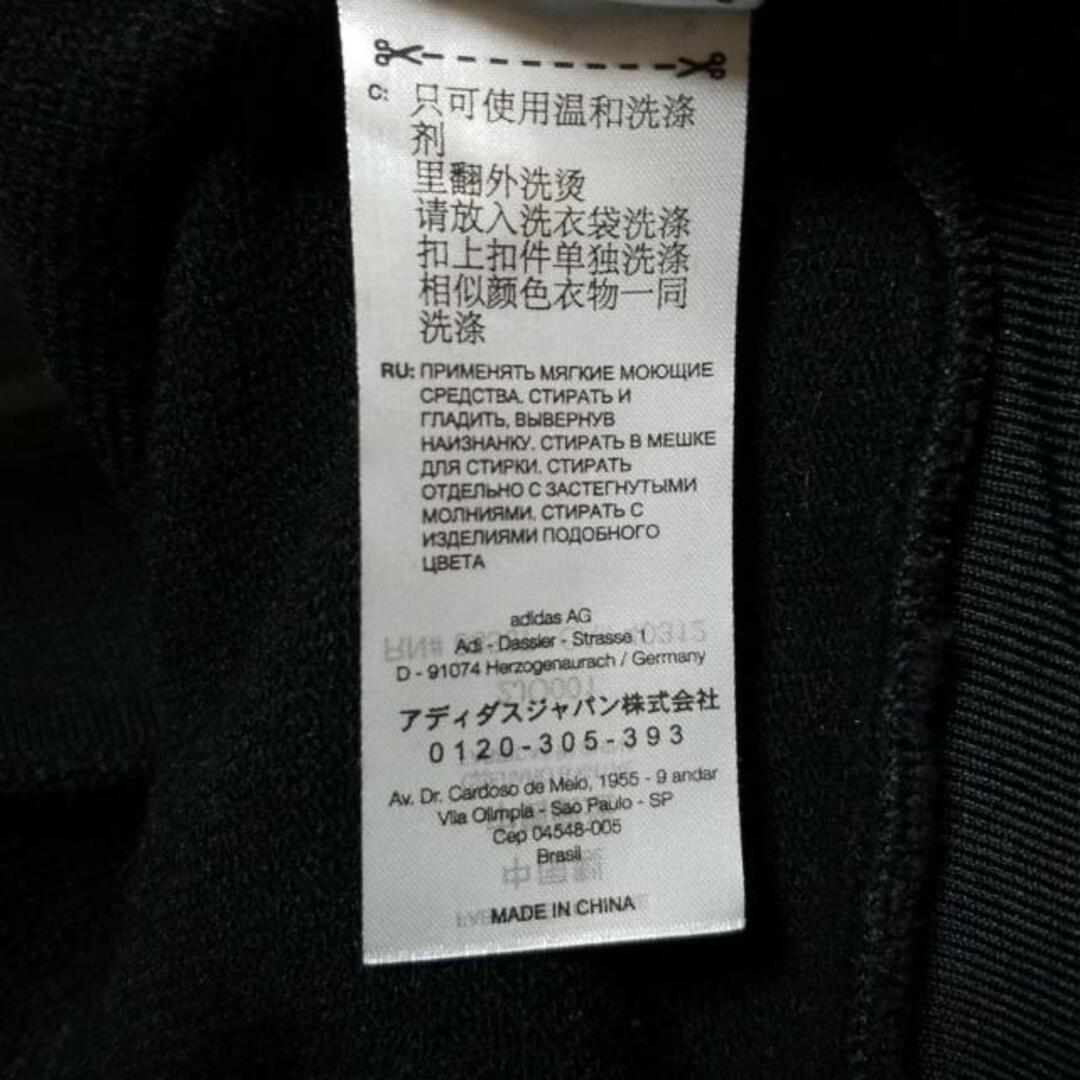 C: 只可使用温和洗涤
剂
里翻外洗烫
请放入洗衣袋洗涤
扣上扣件单独洗涤
相似颜色衣物一同
洗涤
RU: ПРИМЕНЯТЬ МЯГКИЕ МОЮЩИЕ
СРЕДСТВА. СТИРАТЬ И
ГЛАДИТЬ, ВЫВЕРНУВ
НАИЗНАНКУ. СТИРАТЬ В МЕШКЕ
ДЛЯ СТИРКИ. СТИРАТЬ
ОТДЕЛЬНО С ЗАСТЕГНУТЫМИ
МОЛНИЯМИ. СТИРАТЬ С
ИЗДЕЛИЯМИ ПОДОБНОГО
ЦВЕТА
adidas AG
Adi - Dassler - Strasse 1
D - 91074 Herzogenaurach / Germany
アディダスジャパン株式会社
0120-305-393
Av. Dr. Cardoso de Melo, 1955 - 9 andar
Vila Olimpia - Sao Paulo - SP
Cep 04548-005
Brasil
MADE IN CHINA